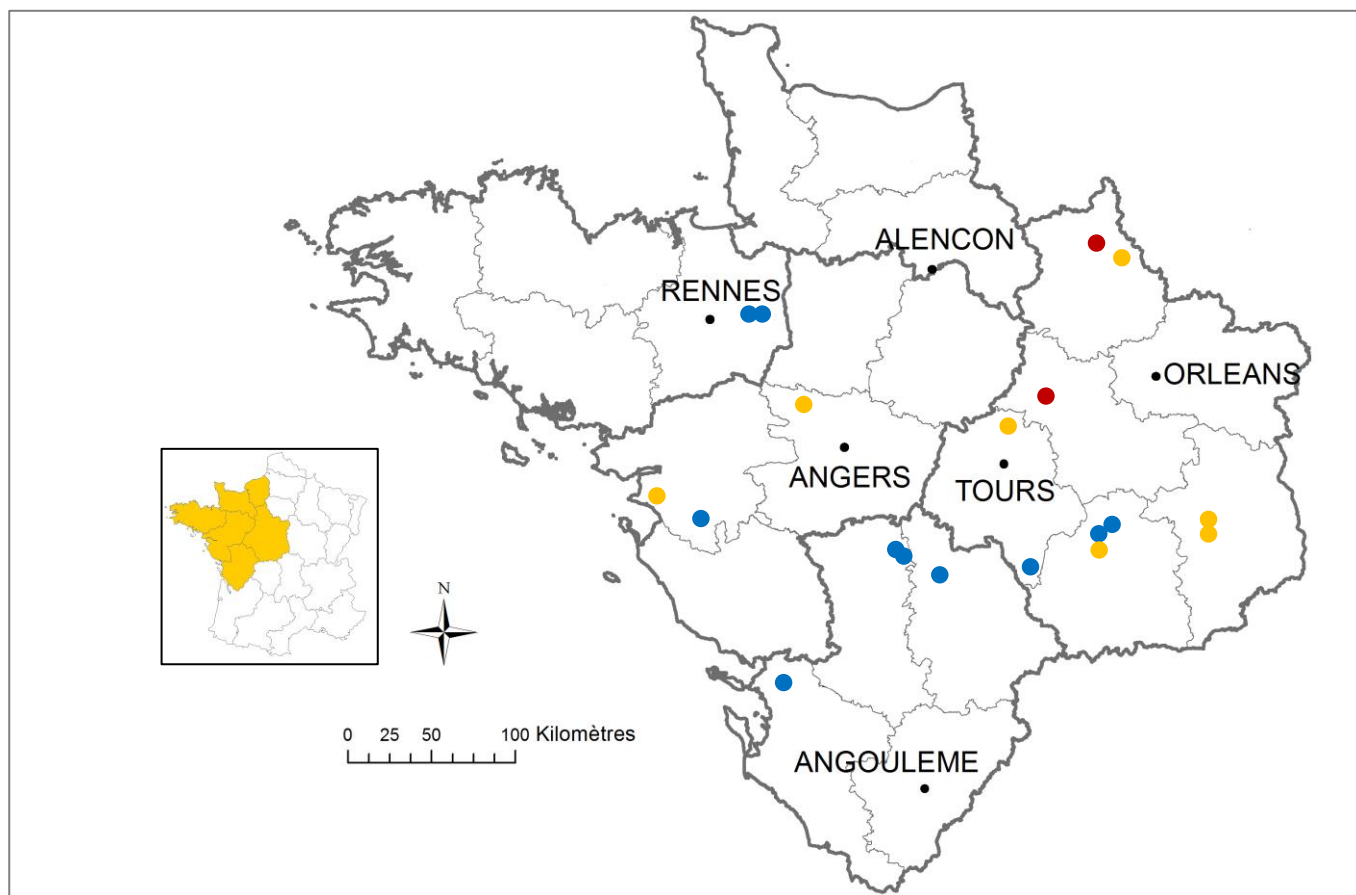 ALENCON
RENNES
ORLEANS
ANGERS
TOURS
N
0 25 50 100 Kilomètres
ANGOULEME